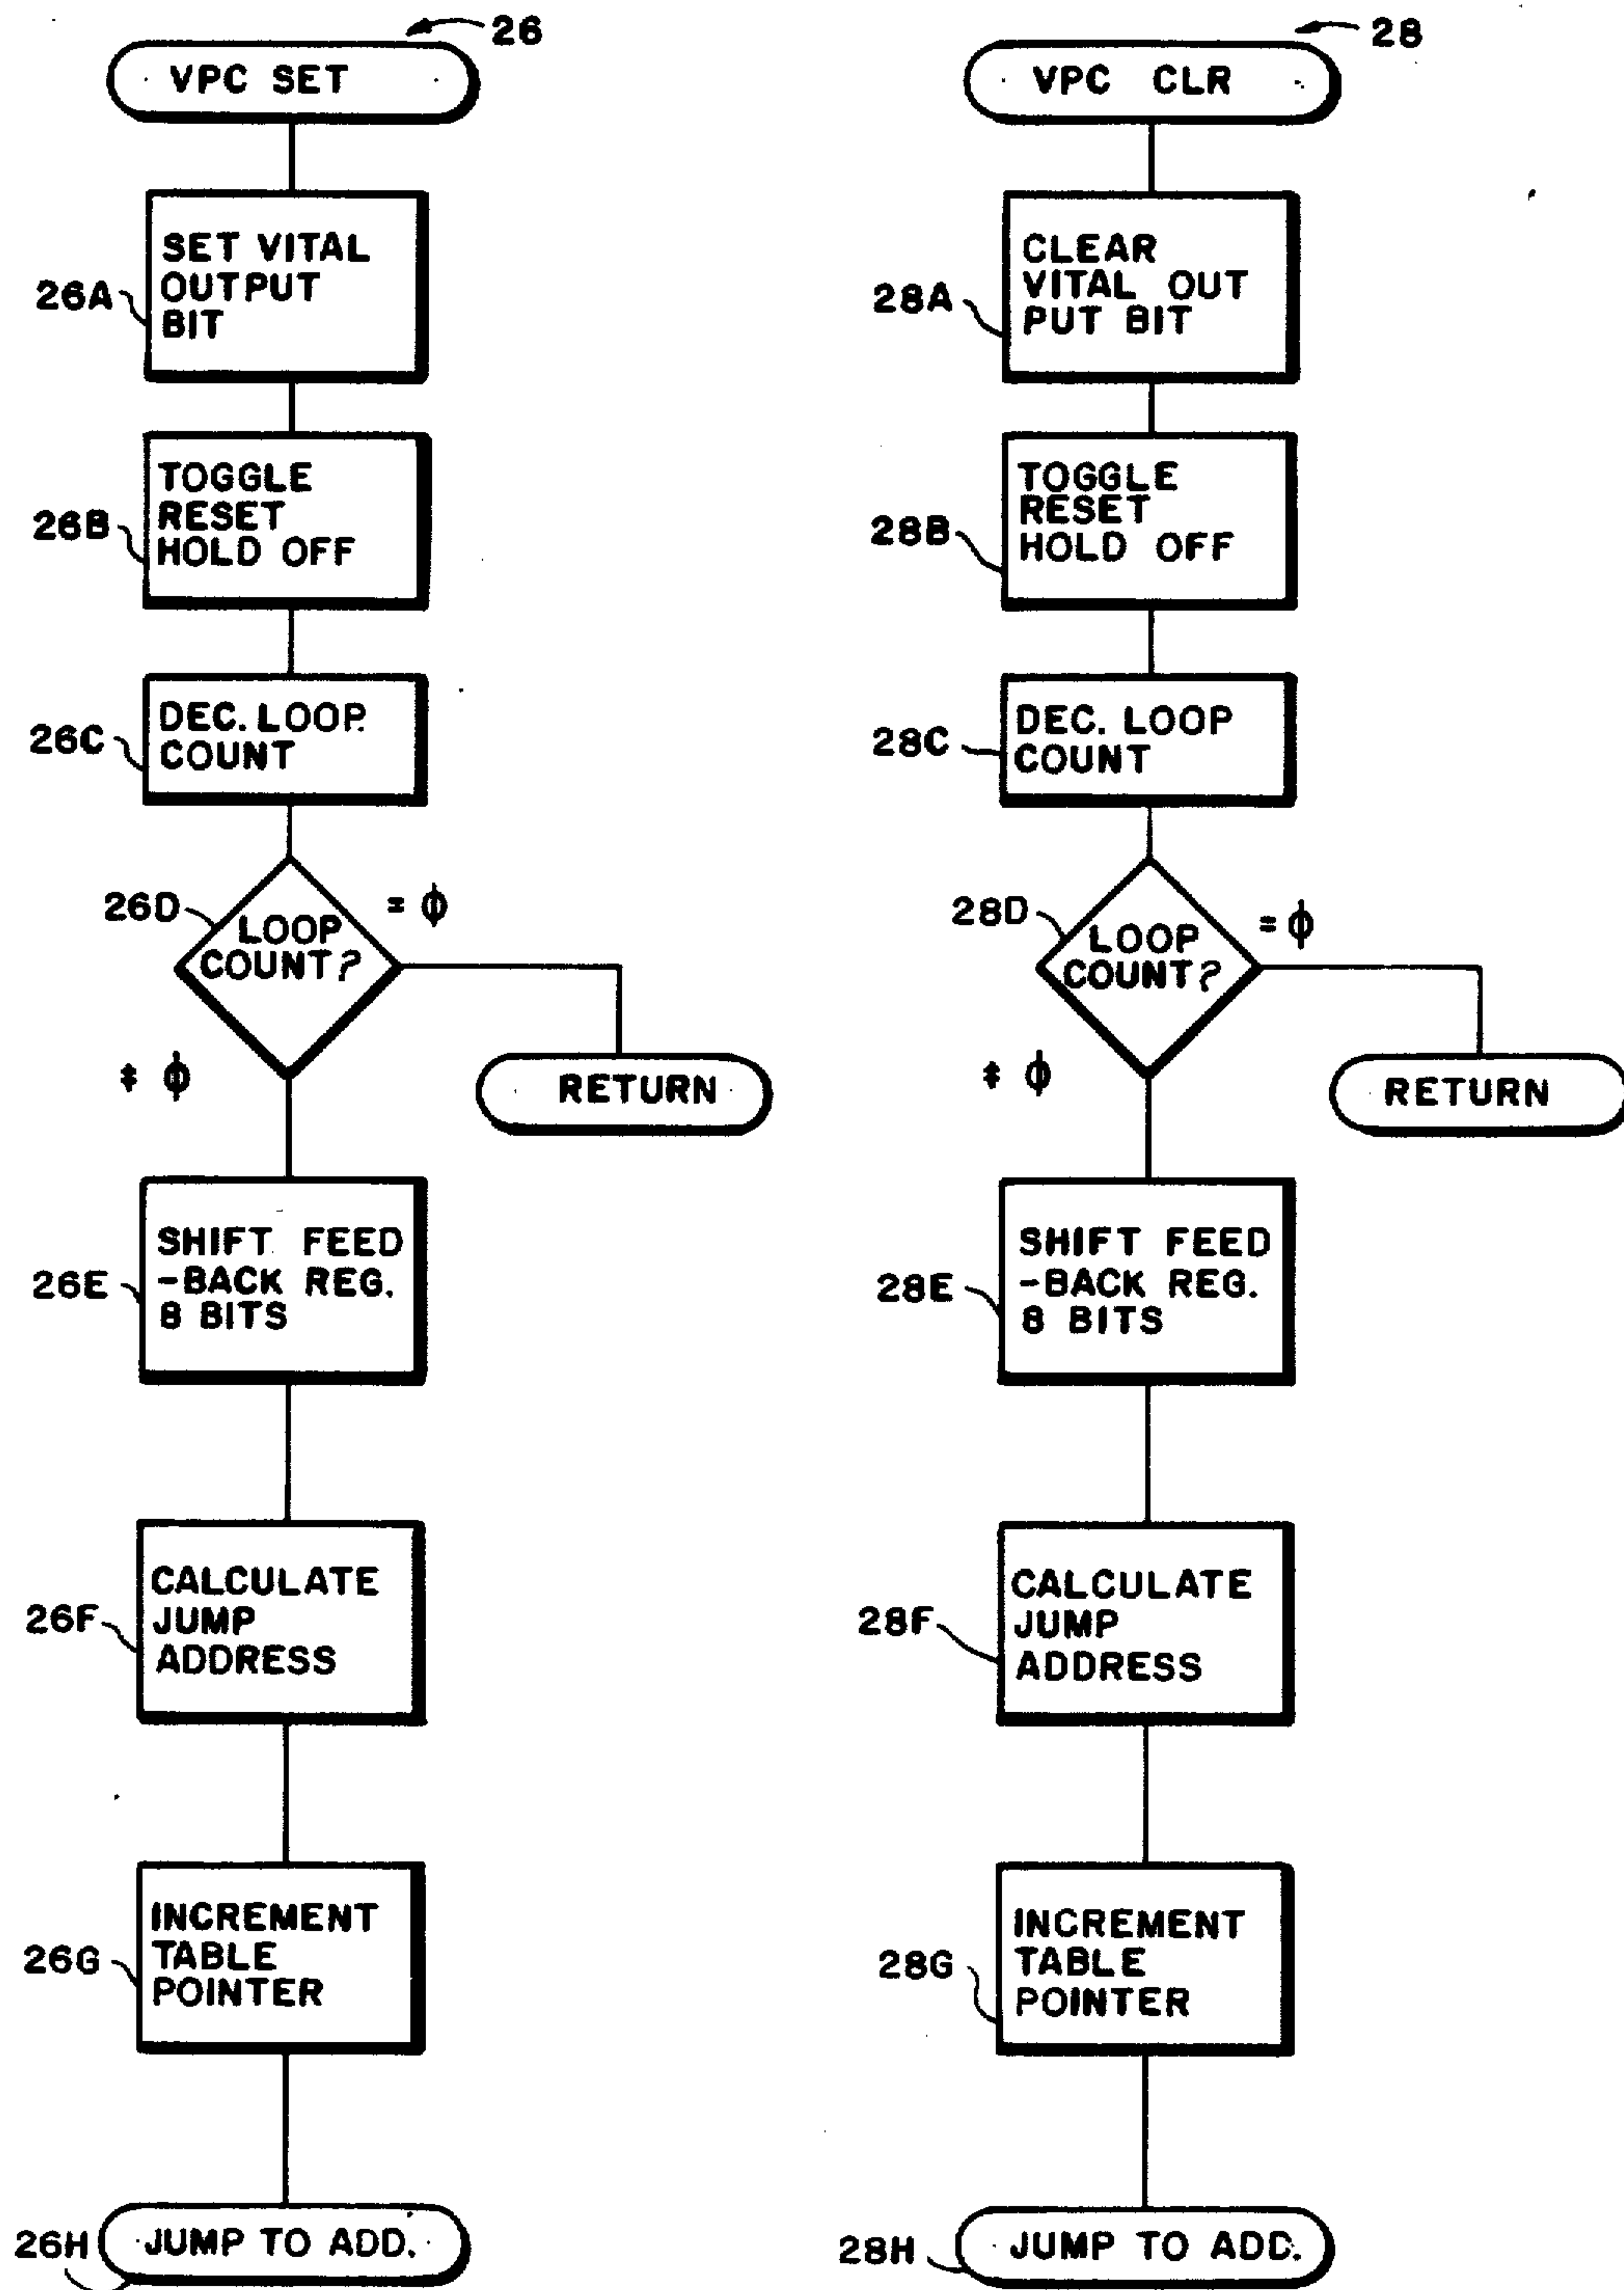 26
VPC SET
26A
SET VITAL
OUTPUT
BIT
26B
TOGGLE
RESET
HOLD OFF
26C
DEC. LOOP
COUNT
26D
LOOP
COUNT?
= ϕ
≠ ϕ
RETURN
26E
SHIFT FEED
-BACK REG.
8 BITS
26F
CALCULATE
JUMP
ADDRESS
26G
INCREMENT
TABLE
POINTER
26H
JUMP TO ADD.
28
VPC CLR
28A
CLEAR
VITAL OUT
PUT BIT
28B
TOGGLE
RESET
HOLD OFF
28C
DEC. LOOP
COUNT
28D
LOOP
COUNT?
= ϕ
≠ ϕ
RETURN
28E
SHIFT FEED
-BACK REG.
8 BITS
28F
CALCULATE
JUMP
ADDRESS
28G
INCREMENT
TABLE
POINTER
28H
JUMP TO ADD.